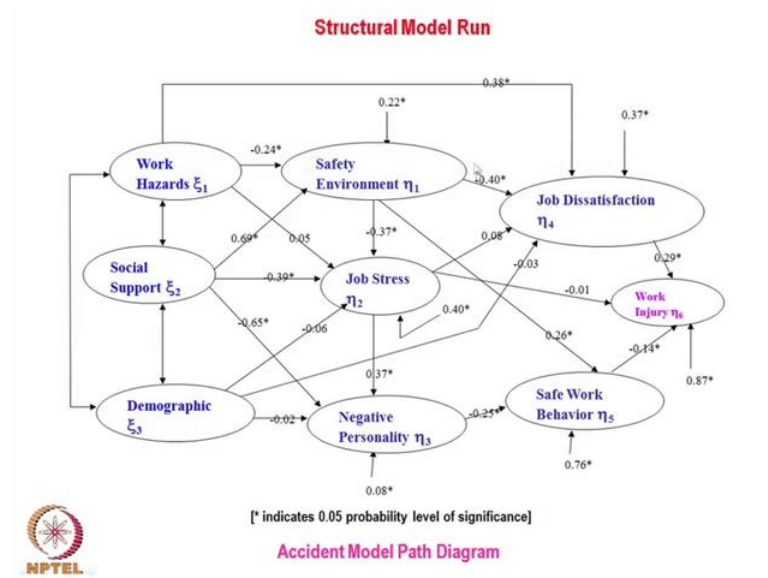 Structural Model Run
0.38*
0.22*
0.37*
-0.24*
Work
Hazards ξ1
Safety
Environment η1
-0.40*
Job Dissatisfaction
η4
0.69*
0.05
-0.37*
0.08
-0.03
0.29*
Social
Support ξ2
-0.39*
Job Stress
η2
-0.01
Work
Injury η6
0.40*
-0.65*
-0.06
0.26*
-0.14*
0.87*
0.37*
Demographic
ξ3
-0.02
Negative
Personality η3
-0.25*
Safe Work
Behavior η5
0.76*
0.08*
[* indicates 0.05 probability level of significance]
Accident Model Path Diagram
NPTEL